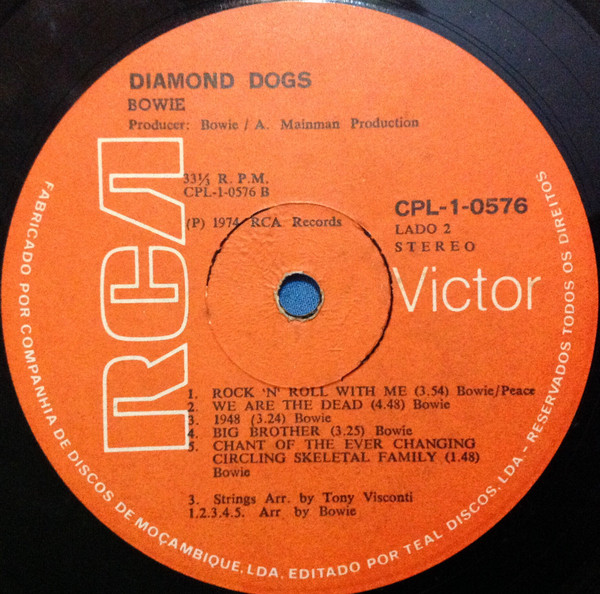 DIAMOND DOGS
BOWIE
Producer: Bowie / A. Mainman Production
33⅓ R. P.M.
CPL-1-0576 B
(P) 1974 RCA Records
CPL-1-0576
LADO 2
STEREO
RCA
Victor
1. ROCK 'N' ROLL WITH ME (3.54) Bowie/Peace
2. WE ARE THE DEAD (4.48) Bowie
3. 1948 (3.24) Bowie
4. BIG BROTHER (3.25) Bowie
5. CHANT OF THE EVER CHANGING
CIRCLING SKELETAL FAMILY (1.48)
Bowie
3. Strings Arr. by Tony Visconti
1.2.3.4.5. Arr by Bowie
FABRICADO POR COMPANHIA DE DISCOS DE MOÇAMBIQUE, LDA. EDITADO POR TEAL DISCOS, LDA - RESERVADOS TODOS OS DIREITOS